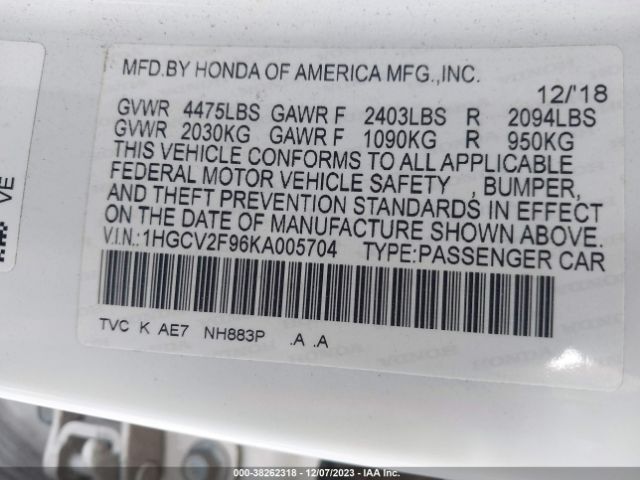 MFD.BY HONDA OF AMERICA MFG.,INC.
12/'18
GVWR 4475LBS GAWR F 2403LBS R 2094LBS
GVWR 2030KG GAWR F 1090KG R 950KG
THIS VEHICLE CONFORMS TO ALL APPLICABLE
FEDERAL MOTOR VEHICLE SAFETY , BUMPER,
AND THEFT PREVENTION STANDARDS IN EFFECT
ON THE DATE OF MANUFACTURE SHOWN ABOVE.
V.I.N.:1HGCV2F96KA005704 TYPE:PASSENGER CAR
TVC K AE7 NH883P .A .A
VE
000-38262318 - 12/07/2023 - IAA Inc.